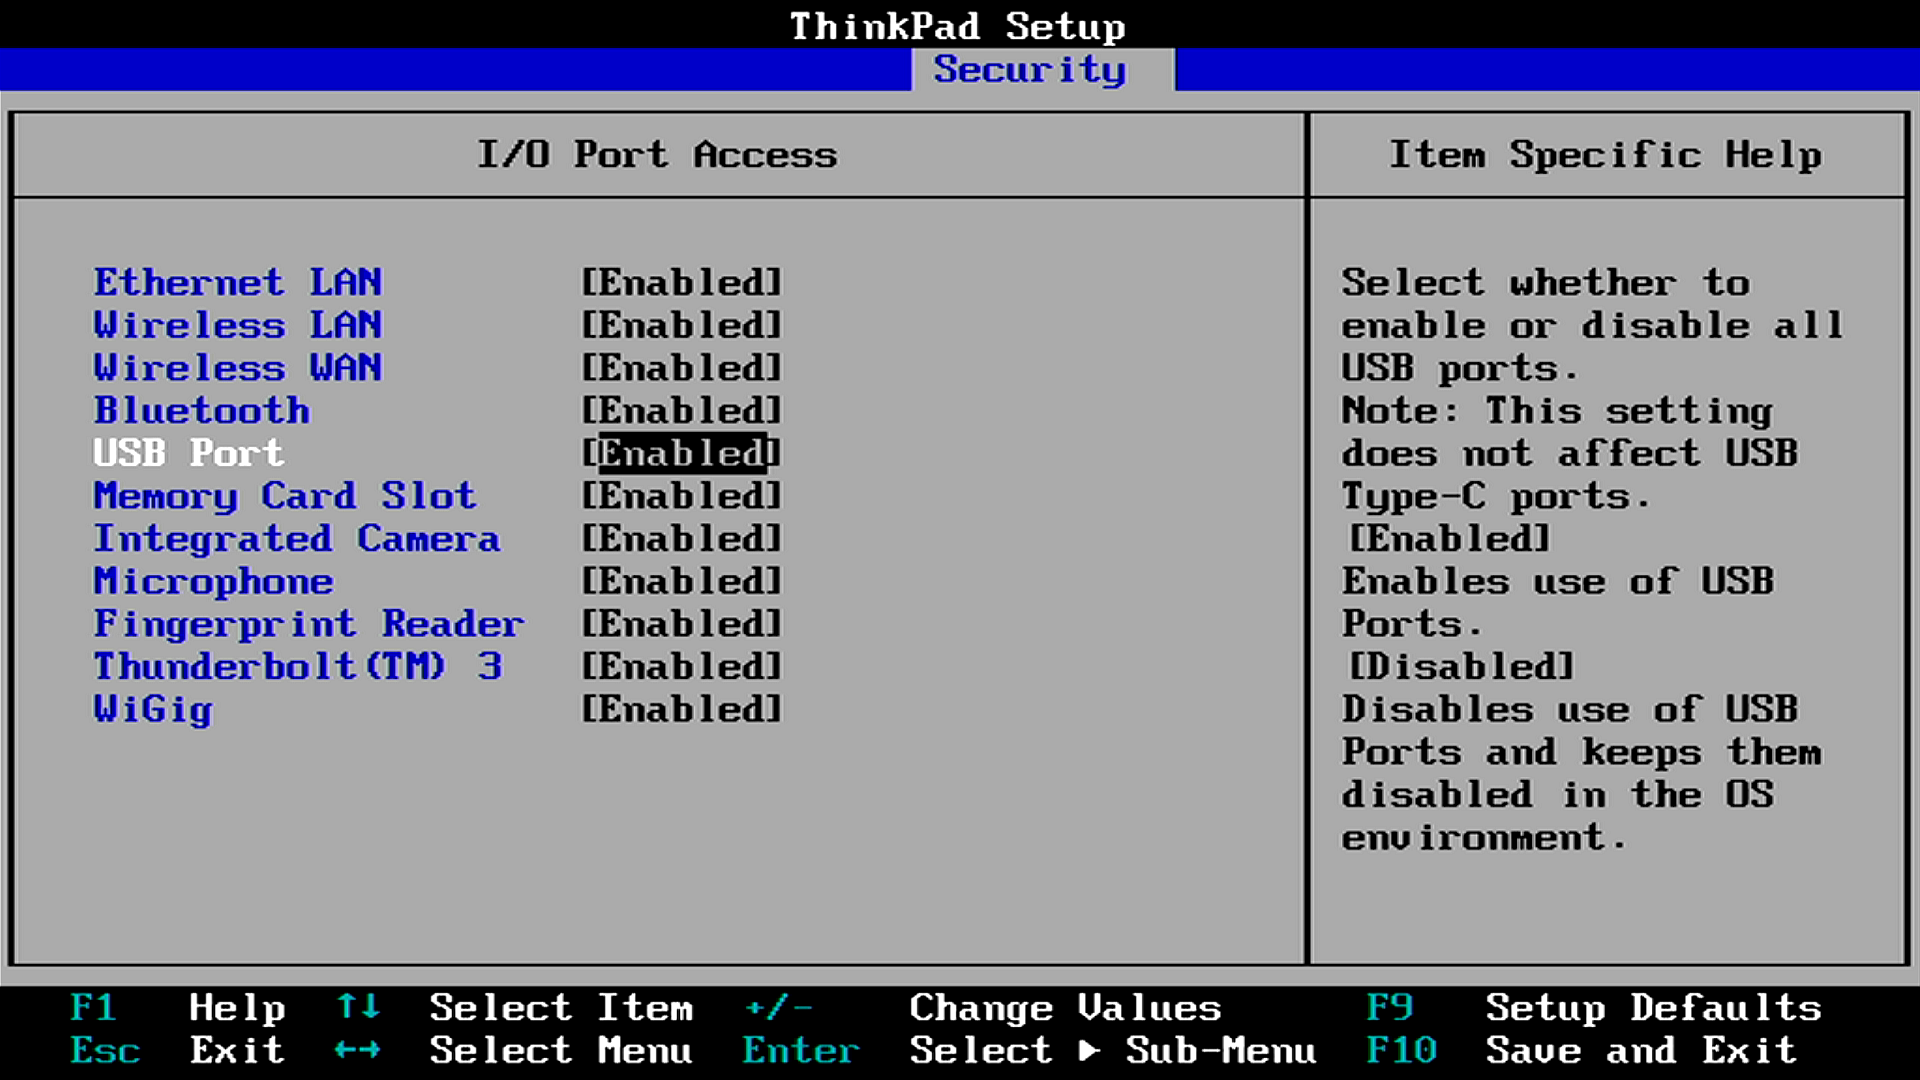 ThinkPad Setup
Security
I/O Port Access
Item Specific Help
Ethernet LAN [Enabled]
Wireless LAN [Enabled]
Wireless WAN [Enabled]
Bluetooth [Enabled]
USB Port [Enabled]
Memory Card Slot [Enabled]
Integrated Camera [Enabled]
Microphone [Enabled]
Fingerprint Reader [Enabled]
Thunderbolt(TM) 3 [Enabled]
WiGig [Enabled]
Select whether to
enable or disable all
USB ports.
Note: This setting
does not affect USB
Type-C ports.
[Enabled]
Enables use of USB
Ports.
[Disabled]
Disables use of USB
Ports and keeps them
disabled in the OS
environment.
F1 Help ↑↓ Select Item +/- Change Values F9 Setup Defaults
Esc Exit ←→ Select Menu Enter Select ▶ Sub-Menu F10 Save and Exit